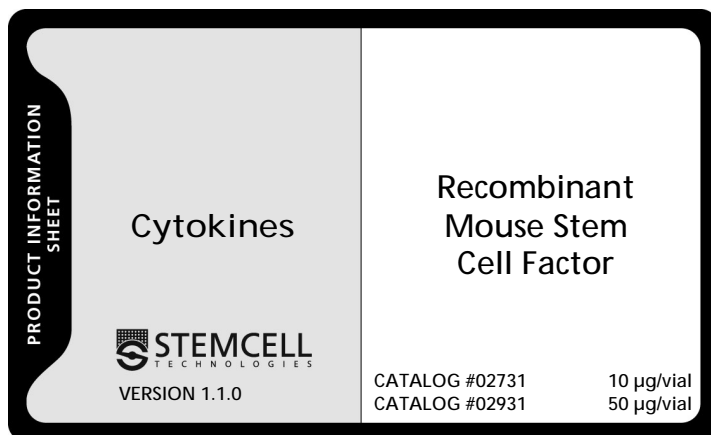 PRODUCT INFORMATION
SHEET
Cytokines
STEMCELL
TECHNOLOGIES
VERSION 1.1.0
Recombinant
Mouse Stem
Cell Factor
CATALOG #02731 10 µg/vial
CATALOG #02931 50 µg/vial